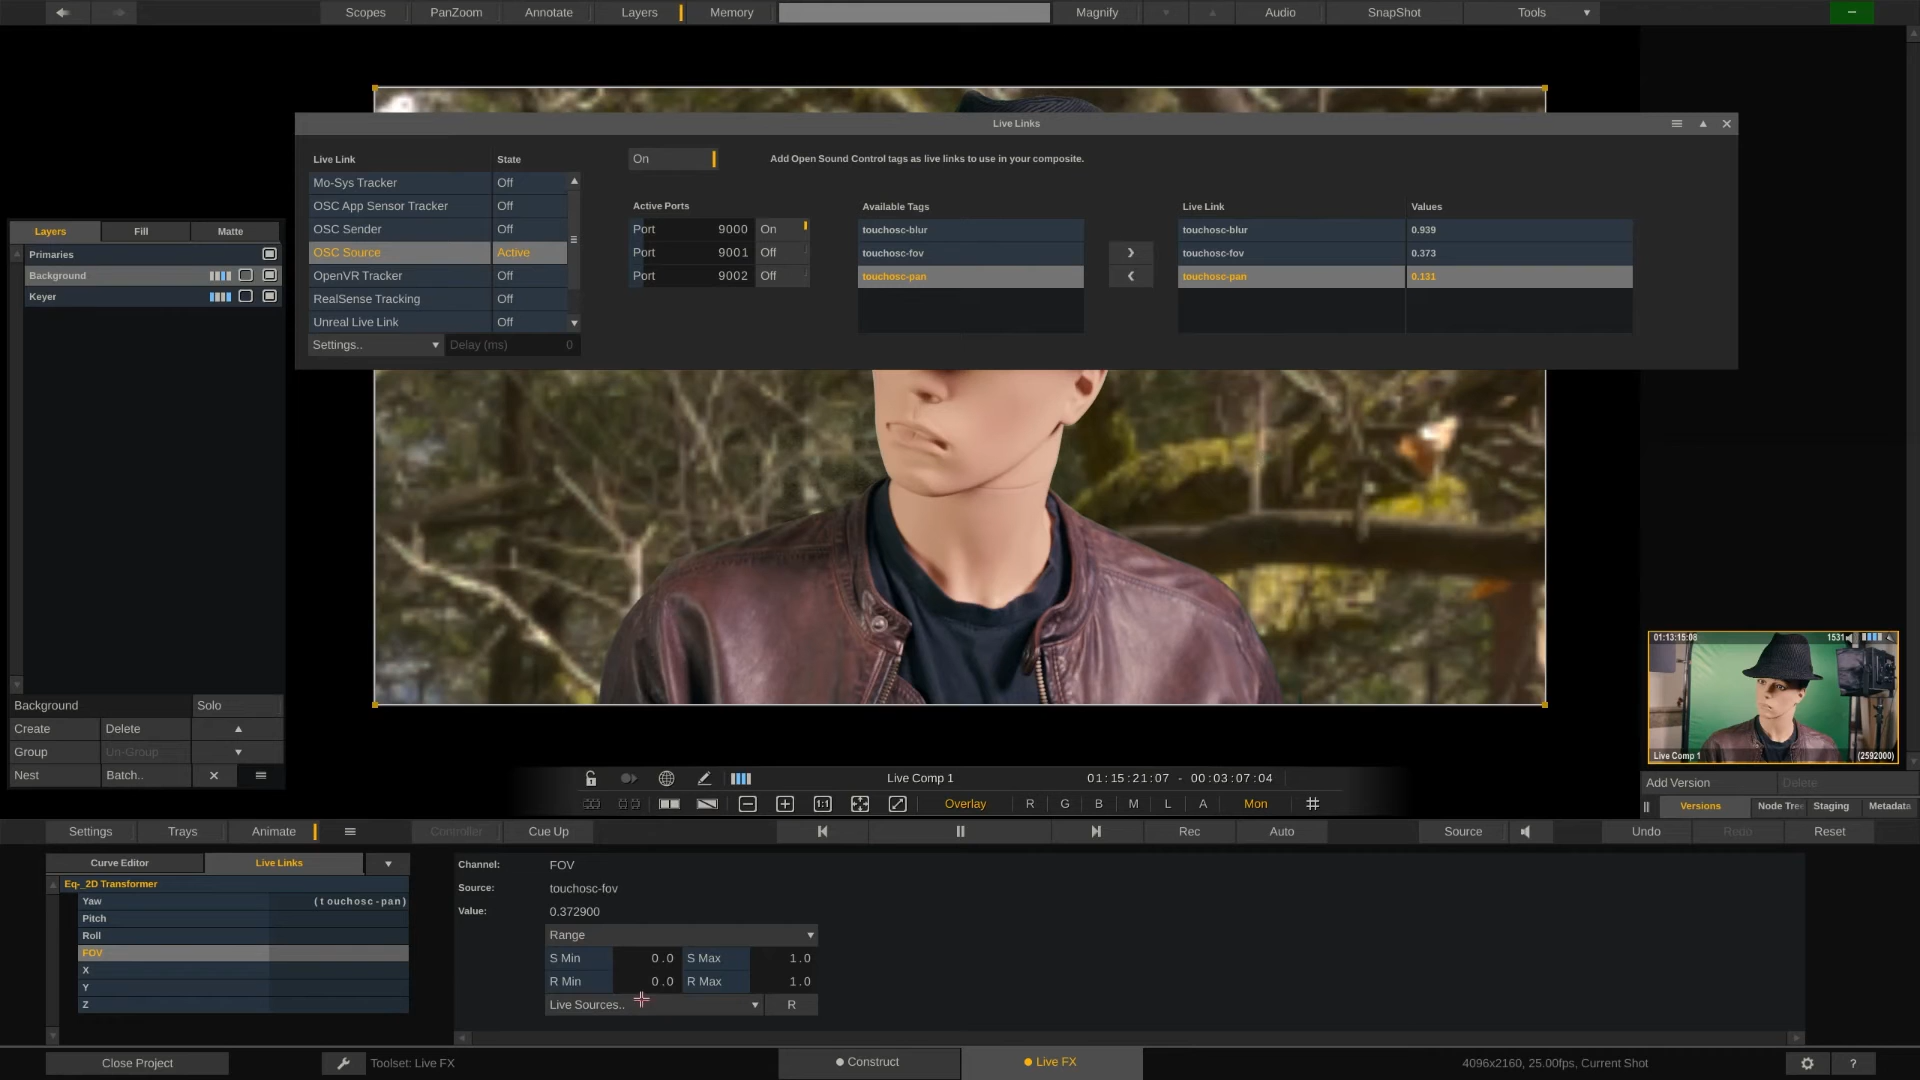 Scopes PanZoom Annotate Layers Memory Magnify Audio SnapShot Tools
Live Links
Live Link State
Mo-Sys Tracker Off
OSC App Sensor Tracker Off
OSC Sender Off
OSC Source Active
OpenVR Tracker Off
RealSense Tracking Off
Unreal Live Link Off
Settings.. Delay (ms) 0
On
Add Open Sound Control tags as live links to use in your composite.
Active Ports
Port 9000 On
Port 9001 Off
Port 9002 Off
Available Tags
touchosc-blur
touchosc-fov
touchosc-pan
Live Link Values
touchosc-blur 0.939
touchosc-fov 0.373
touchosc-pan 0.131
Layers Fill Matte
Primaries
Background
Keyer
Background Solo
Create Delete
Group Un-Group
Nest Batch..
01:13:15:08 1531
Live Comp 1 (2592000)
Add Version Delete
Versions Node Tree Staging Metadata
Live Comp 1 01:15:21:07 - 00:03:07:04
1:1 Overlay R G B M L A Mon
Settings Trays Animate Controller Cue Up Rec Auto Source Undo Redo Reset
Curve Editor Live Links
Eq-_2D Transformer
Yaw (touchosc-pan)
Pitch
Roll
FOV
X
Y
Z
Channel: FOV
Source: touchosc-fov
Value: 0.372900
Range
S Min 0.0 S Max 1.0
R Min 0.0 R Max 1.0
Live Sources.. R
Close Project Toolset: Live FX Construct Live FX 4096x2160, 25.00fps, Current Shot ?